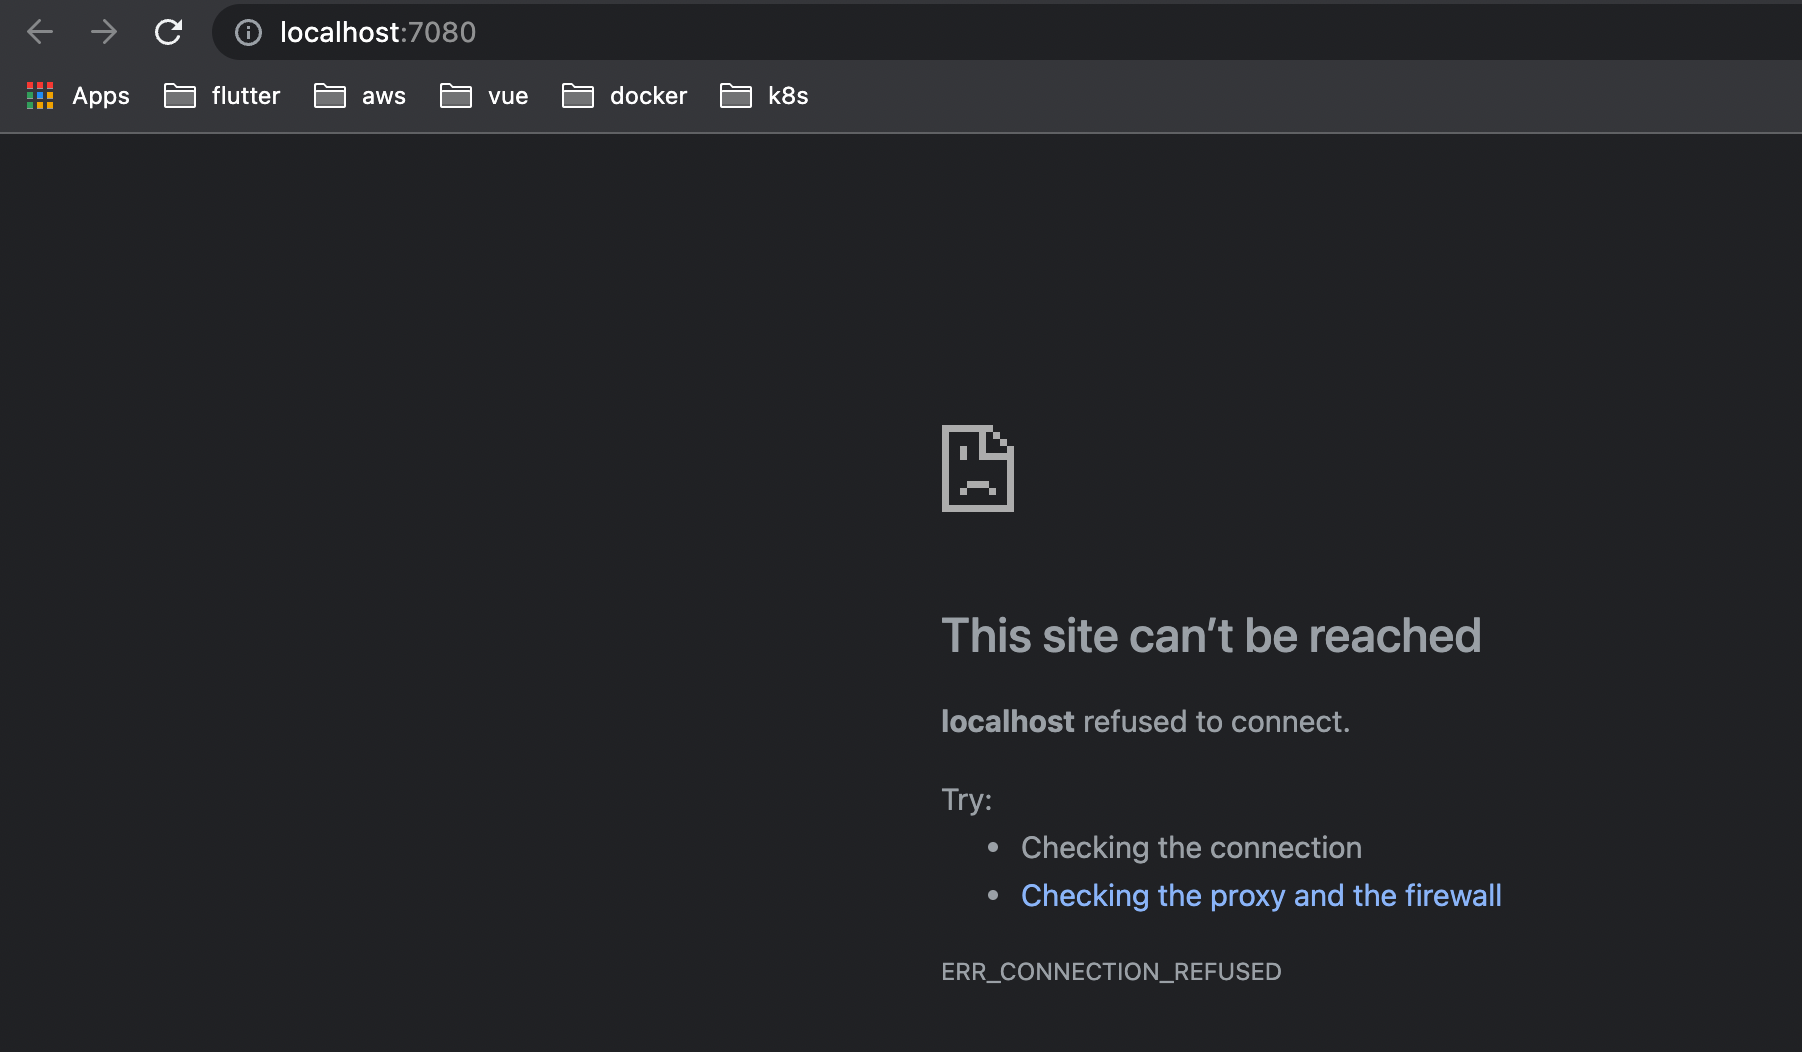 localhost:7080
Apps flutter aws vue docker k8s
This site can’t be reached
localhost refused to connect.
Try:
• Checking the connection
• Checking the proxy and the firewall
ERR_CONNECTION_REFUSED